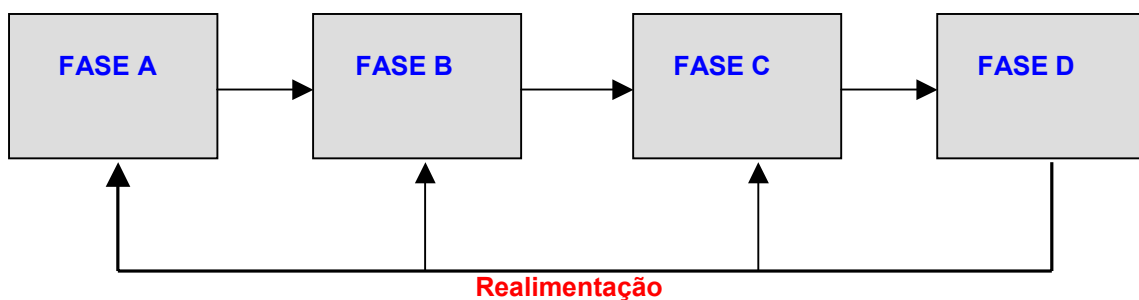 FASE A
FASE B
FASE C
FASE D
Realimentação